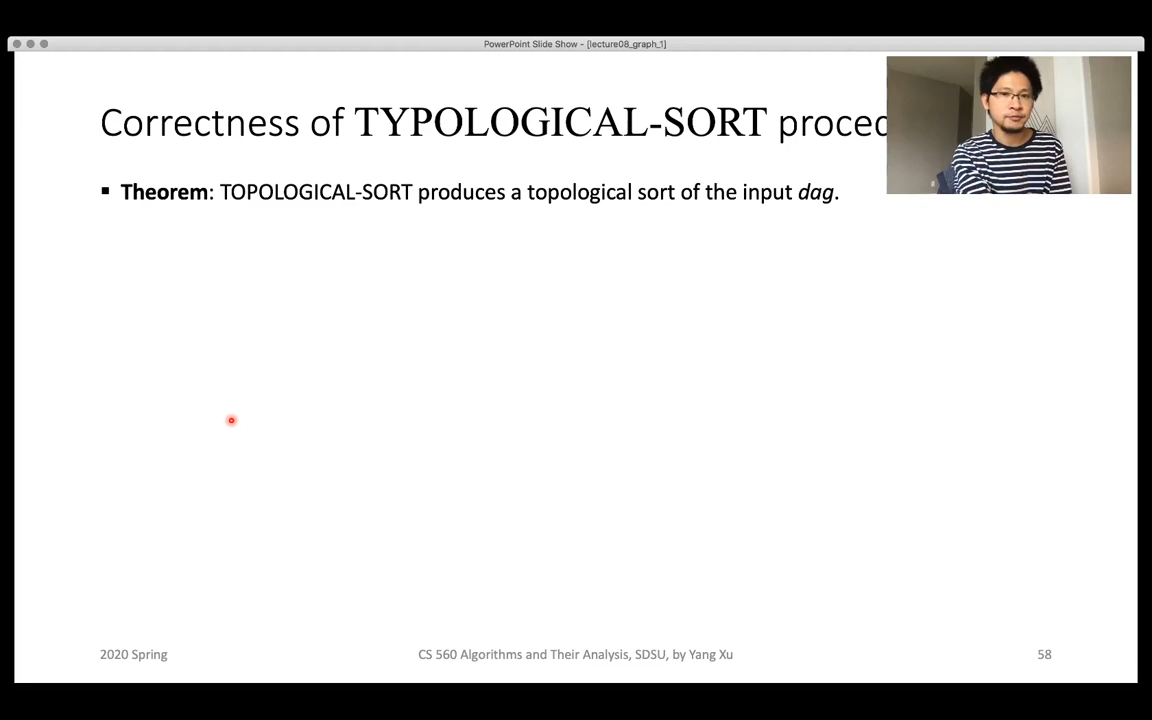 PowerPoint Slide Show - [lecture08_graph_1]
Correctness of TYPOLOGICAL-SORT proced
▪ Theorem: TOPOLOGICAL-SORT produces a topological sort of the input dag.
2020 Spring
CS 560 Algorithms and Their Analysis, SDSU, by Yang Xu
58